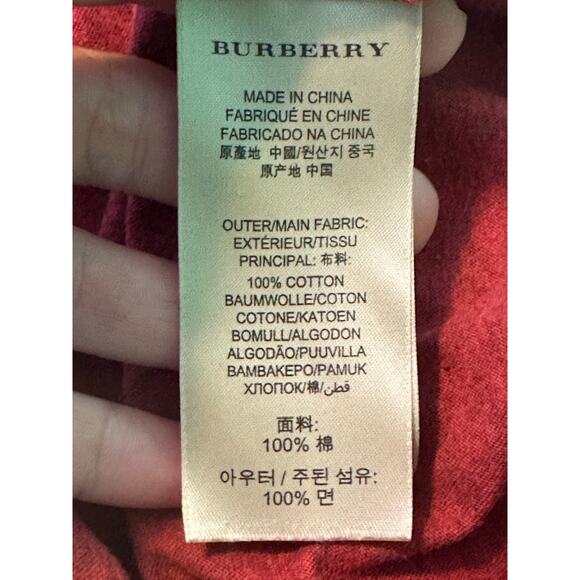 BURBERRY
MADE IN CHINA
FABRIQUÉ EN CHINE
FABRICADO NA CHINA
原產地 中國/원산지 중국
原产地 中国
OUTER/MAIN FABRIC:
EXTÉRIEUR/TISSU
PRINCIPAL: 布料:
100% COTTON
BAUMWOLLE/COTON
COTONE/KATOEN
BOMULL/ALGODON
ALGODÃO/PUUVILLA
BAMBAKEPO/PAMUK
ХЛОПОК/棉/قطن
面料:
100% 棉
아우터 / 주된 섬유:
100% 면